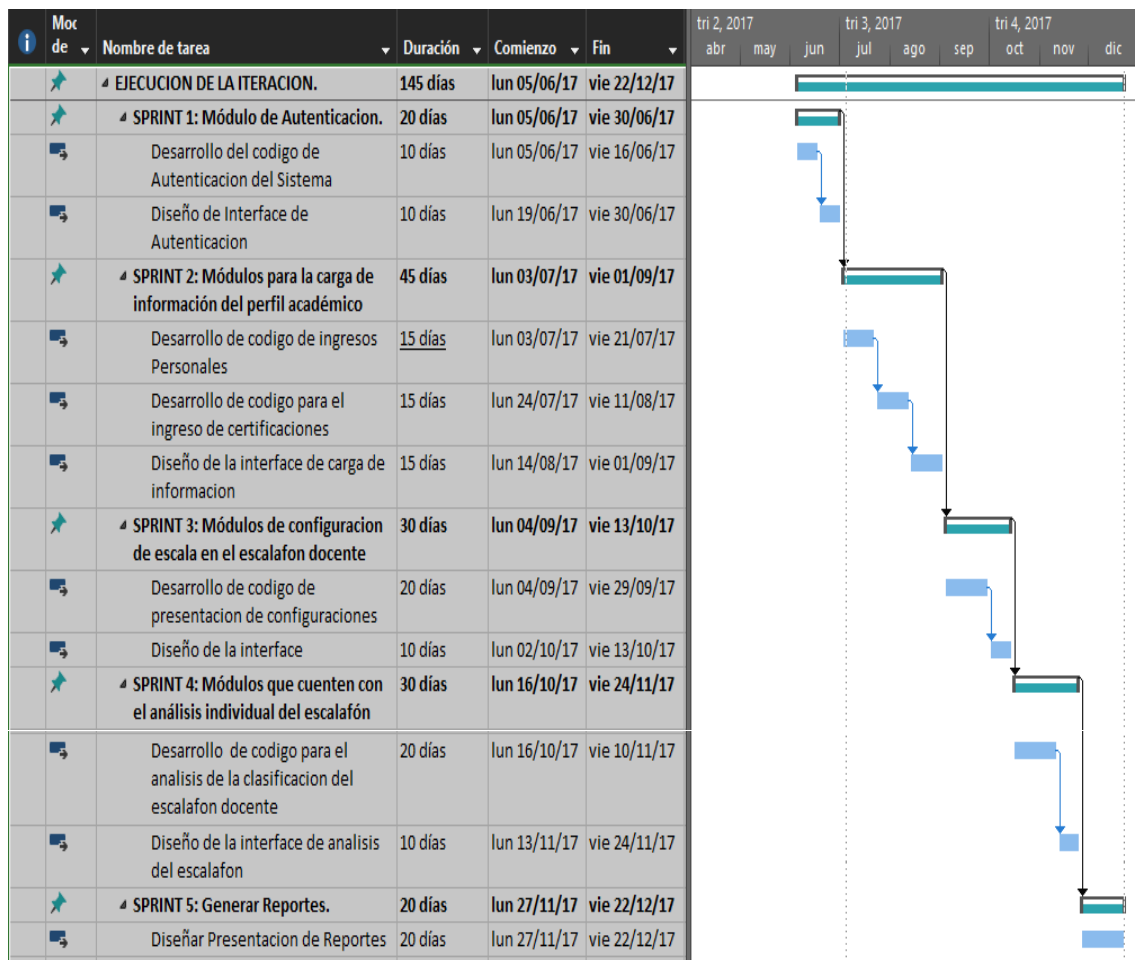 Moc
de Nombre de tarea Duración Comienzo Fin
tri 2, 2017 tri 3, 2017 tri 4, 2017
abr may jun jul ago sep oct nov dic
EJECUCION DE LA ITERACION. 145 días lun 05/06/17 vie 22/12/17
SPRINT 1: Módulo de Autenticacion. 20 días lun 05/06/17 vie 30/06/17
Desarrollo del codigo de 10 días lun 05/06/17 vie 16/06/17
Autenticacion del Sistema
Diseño de Interface de 10 días lun 19/06/17 vie 30/06/17
Autenticacion
SPRINT 2: Módulos para la carga de 45 días lun 03/07/17 vie 01/09/17
información del perfil académico
Desarrollo de codigo de ingresos 15 días lun 03/07/17 vie 21/07/17
Personales
Desarrollo de codigo para el 15 días lun 24/07/17 vie 11/08/17
ingreso de certificaciones
Diseño de la interface de carga de 15 días lun 14/08/17 vie 01/09/17
informacion
SPRINT 3: Módulos de configuracion 30 días lun 04/09/17 vie 13/10/17
de escala en el escalafon docente
Desarrollo de codigo de 20 días lun 04/09/17 vie 29/09/17
presentacion de configuraciones
Diseño de la interface 10 días lun 02/10/17 vie 13/10/17
SPRINT 4: Módulos que cuenten con 30 días lun 16/10/17 vie 24/11/17
el análisis individual del escalafón
Desarrollo de codigo para el 20 días lun 16/10/17 vie 10/11/17
analisis de la clasificacion del
escalafon docente
Diseño de la interface de analisis 10 días lun 13/11/17 vie 24/11/17
del escalafon
SPRINT 5: Generar Reportes. 20 días lun 27/11/17 vie 22/12/17
Diseñar Presentacion de Reportes 20 días lun 27/11/17 vie 22/12/17